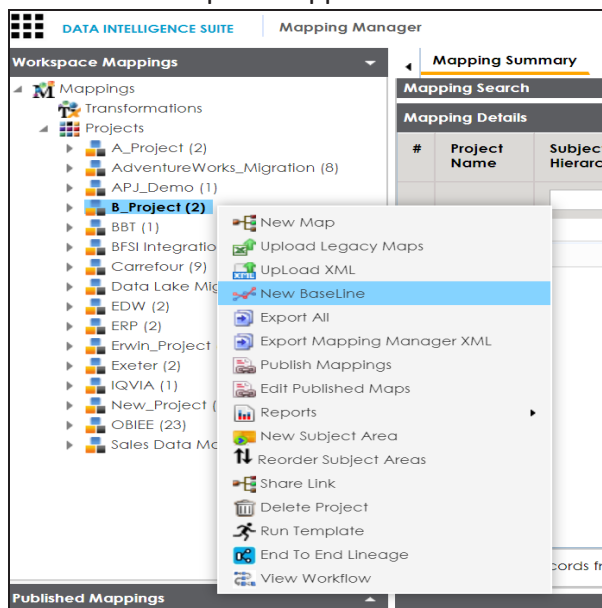 DATA INTELLIGENCE SUITE Mapping Manager
Workspace Mappings
Mappings
Transformations
Projects
A_Project (2)
AdventureWorks_Migration (8)
APJ_Demo (1)
B_Project (2)
BBT (1)
BFSI Integratio
Carrefour (9)
Data Lake Mig
EDW (2)
ERP (2)
Erwin_Project
Exeter (2)
IQVIA (1)
New_Project (
OBIEE (23)
Sales Data Ma
Published Mappings
Mapping Summary
Mapping Search
Mapping Details
# Project Name Subjec Hierarc
New Map
Upload Legacy Maps
UpLoad XML
New BaseLine
Export All
Export Mapping Manager XML
Publish Mappings
Edit Published Maps
Reports
New Subject Area
Reorder Subject Areas
Share Link
Delete Project
Run Template
End To End Lineage
View Workflow
cords fr